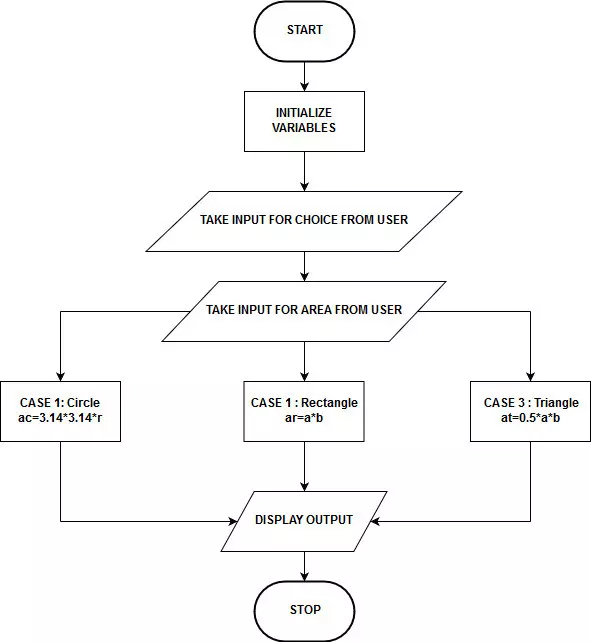 START
INITIALIZE
VARIABLES
TAKE INPUT FOR CHOICE FROM USER
TAKE INPUT FOR AREA FROM USER
CASE 1: Circle
ac=3.14*3.14*r
CASE 1 : Rectangle
ar=a*b
CASE 3 : Triangle
at=0.5*a*b
DISPLAY OUTPUT
STOP